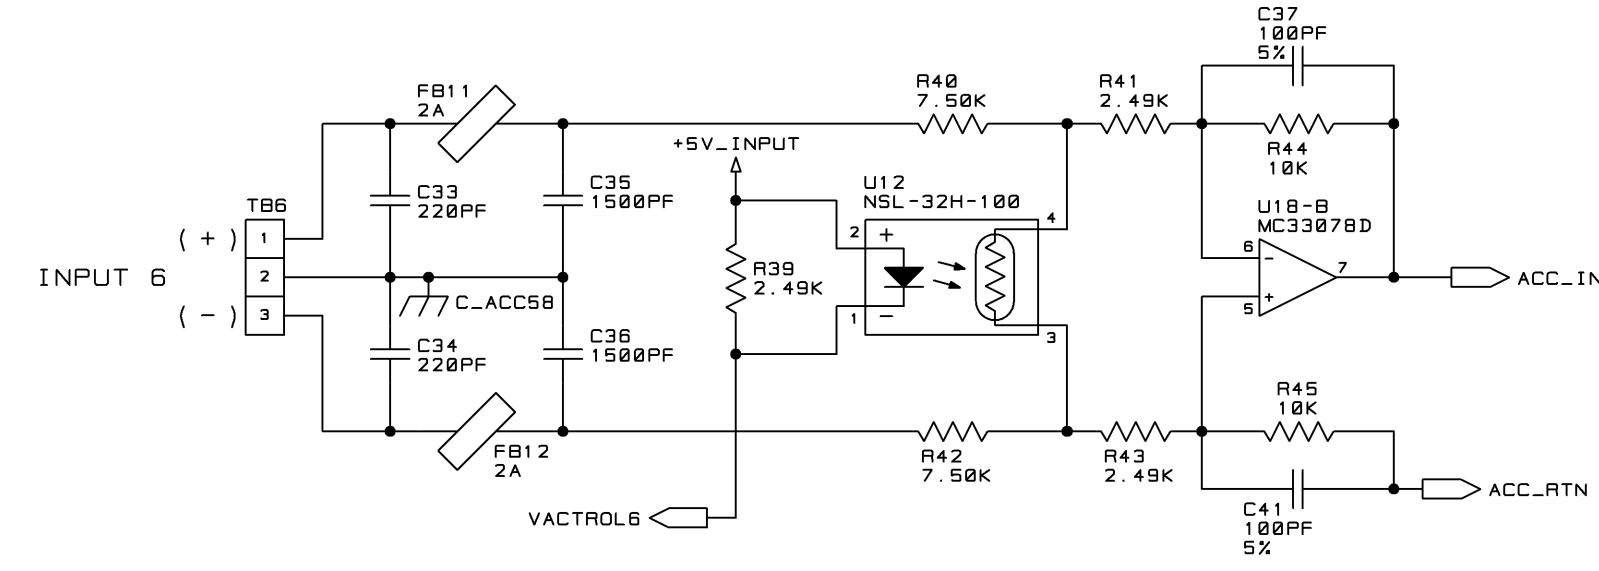 C37
100PF
5%
R40
7.50K
R41
2.49K
FB11
2A
R44
10K
+5V_INPUT
U12
NSL-32H-100
C33
220PF
C35
1500PF
TB6
U18-B
MC33078D
( + )
1
2
+
4
6
-
7
INPUT 6
2
R39
2.49K
ACC_IN
C_ACC58
( - )
3
1
-
3
+
5
C34
220PF
C36
1500PF
R45
10K
FB12
2A
R42
7.50K
R43
2.49K
VACTROL6
ACC_RTN
C41
100PF
5%